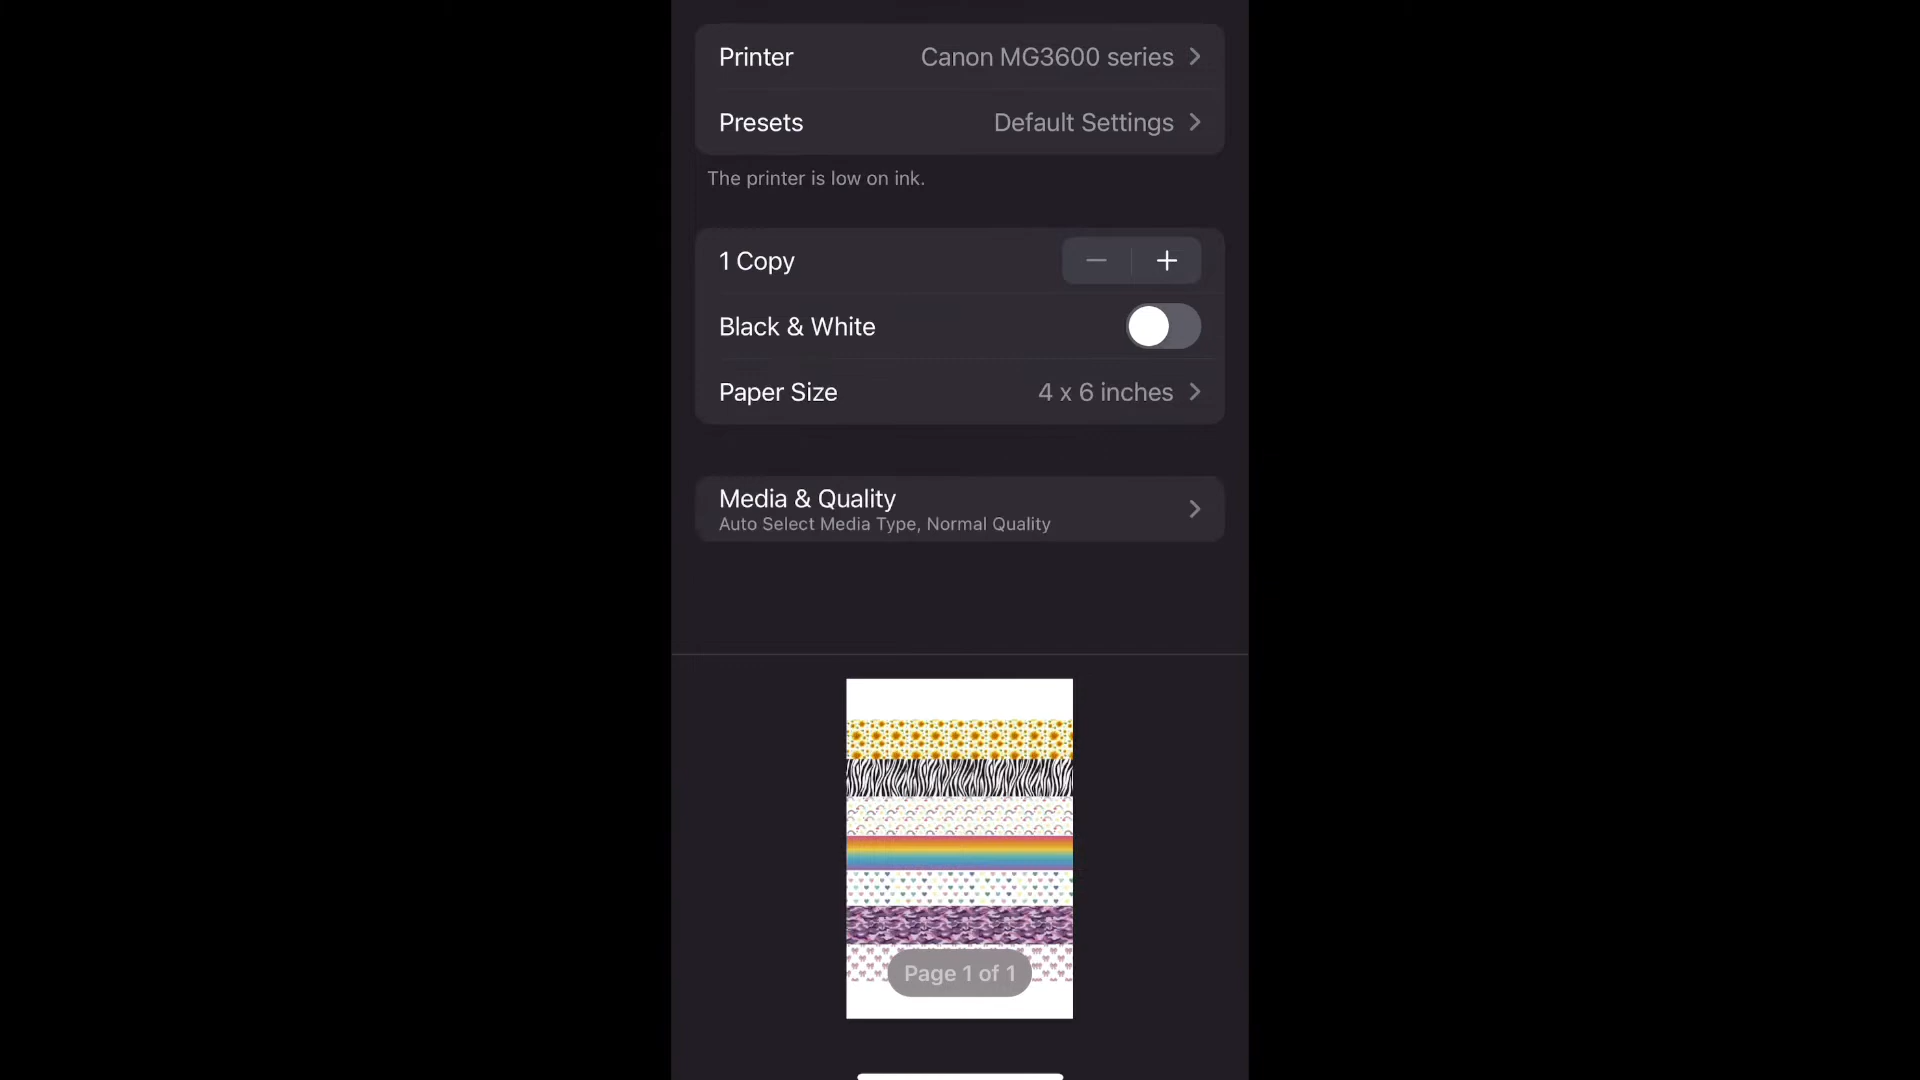 Printer Canon MG3600 series
Presets Default Settings
The printer is low on ink.
1 Copy
Black & White
Paper Size 4 x 6 inches
Media & Quality
Auto Select Media Type, Normal Quality
Page 1 of 1